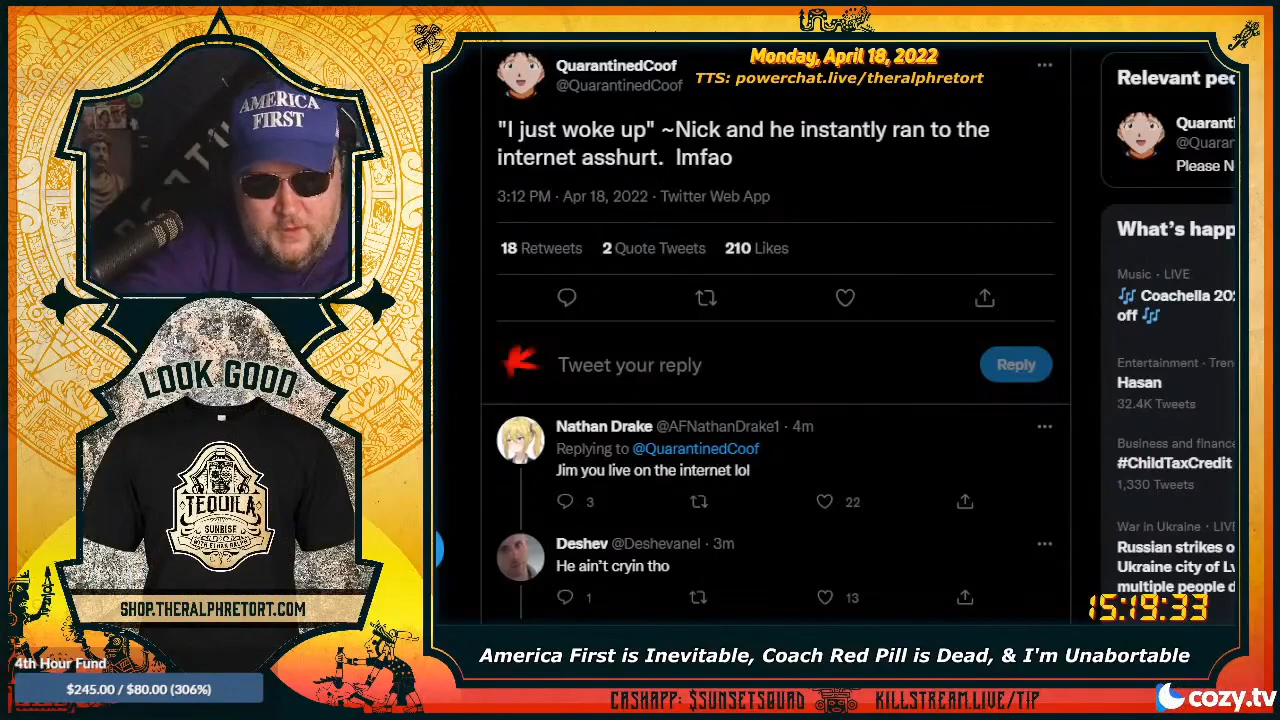 Monday, April 18, 2022
TTS: powerchat.live/theralphretort
AMERICA
FIRST
QuarantinedCoof
@QuarantinedCoof
"I just woke up" ~Nick and he instantly ran to the
internet asshurt. lmfao
3:12 PM · Apr 18, 2022 · Twitter Web App
18 Retweets 2 Quote Tweets 210 Likes
Tweet your reply
Reply
Nathan Drake @AFNathanDrake1 · 4m
Replying to @QuarantinedCoof
Jim you live on the internet lol
3 22
Deshev @Deshevanel · 3m
He ain't cryin tho
1 13
Relevant pec
Quaranti
@Quarar
Please N
What's happ
Music · LIVE
Coachella 20
off
Entertainment · Tren
Hasan
32.4K Tweets
Business and finance
#ChildTaxCredit
1,330 Tweets
War in Ukraine · LIV
Russian strikes o
Ukraine city of Lv
multiple people d
15:19:33
LOOK GOOD
TEQUILA
SUNRISE
SHOP.THERALPHRETORT.COM
4th Hour Fund
$245.00 / $80.00 (306%)
America First is Inevitable, Coach Red Pill is Dead, & I'm Unabortable
CASHAPP: $SUNSETSQUAD
KILLSTREAM.LIVE/TIP
cozy.tv